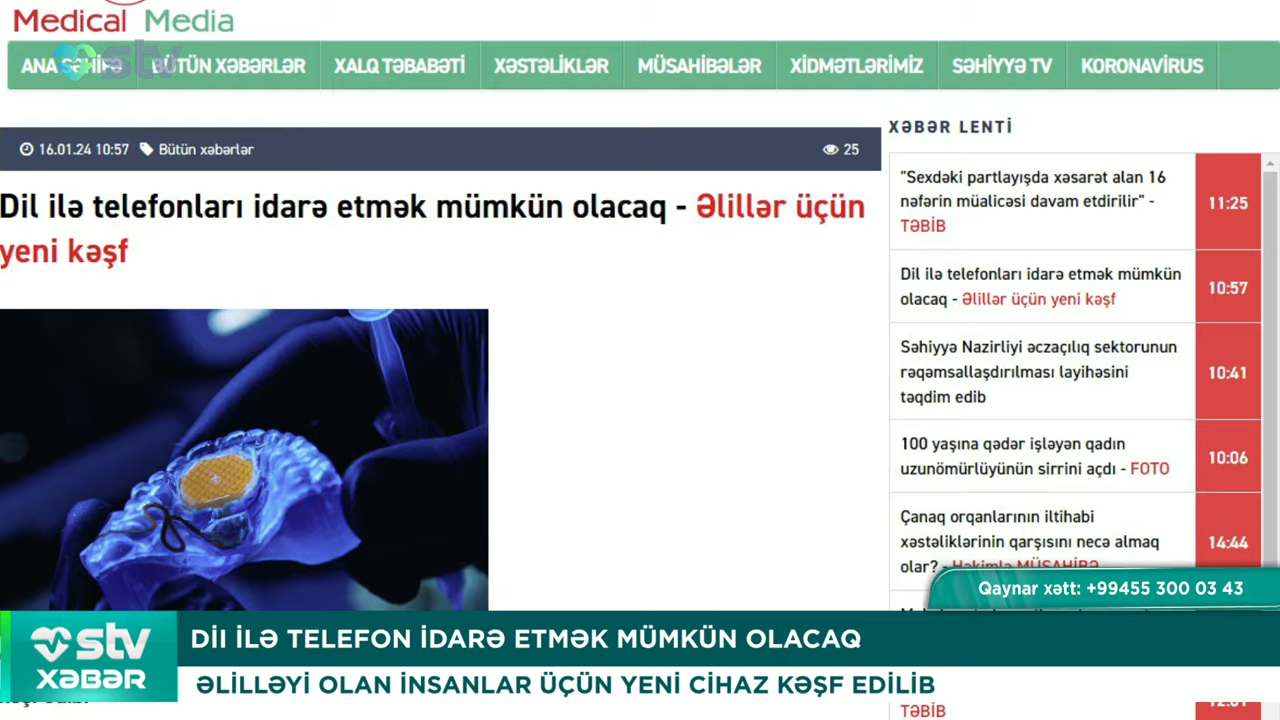 Medical Media
stv
ANA SƏHİFƏ BÜTÜN XƏBƏRLƏR XALQ TƏBABƏTİ XƏSTƏLİKLƏR MÜSAHİBƏLƏR XİDMƏTLƏRİMİZ SƏHİYYƏ TV KORONAVİRUS
16.01.24 10:57 Bütün xəbərlər 25
Dil ilə telefonları idarə etmək mümkün olacaq - Əlillər üçün
yeni kəşf
XƏBƏR LENTİ
"Sexdəki partlayışda xəsarət alan 16
nəfərin müalicəsi davam etdirilir" -
TƏBİB
11:25
Dil ilə telefonları idarə etmək mümkün
olacaq - Əlillər üçün yeni kəşf
10:57
Səhiyyə Nazirliyi əczaçılıq sektorunun
rəqəmsallaşdırılması layihəsini
təqdim edib
10:41
100 yaşına qədər işləyən qadın
uzunömürlüyünün sirrini açdı - FOTO
10:06
Çanaq orqanlarının iltihabi
xəstəliklərinin qarşısını necə almaq
olar? - Həkimlə MÜSAHİBƏ
14:44
Qaynar xətt: +99455 300 03 43
stv
XƏBƏR
DİI İLƏ TELEFON İDARƏ ETMƏK MÜMKÜN OLACAQ
ƏLİLLƏYİ OLAN İNSANLAR ÜÇÜN YENİ CİHAZ KƏŞF EDİLİB
TƏBİB